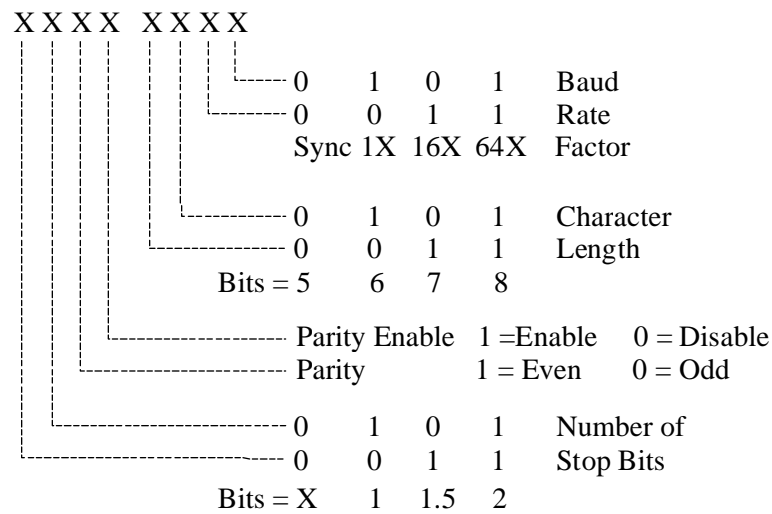 X X X X X X X X
0 1 0 1 Baud
0 0 1 1 Rate
Sync 1X 16X 64X Factor
0 1 0 1 Character
0 0 1 1 Length
Bits = 5 6 7 8
Parity Enable 1 =Enable 0 = Disable
Parity 1 = Even 0 = Odd
0 1 0 1 Number of
0 0 1 1 Stop Bits
Bits = X 1 1.5 2